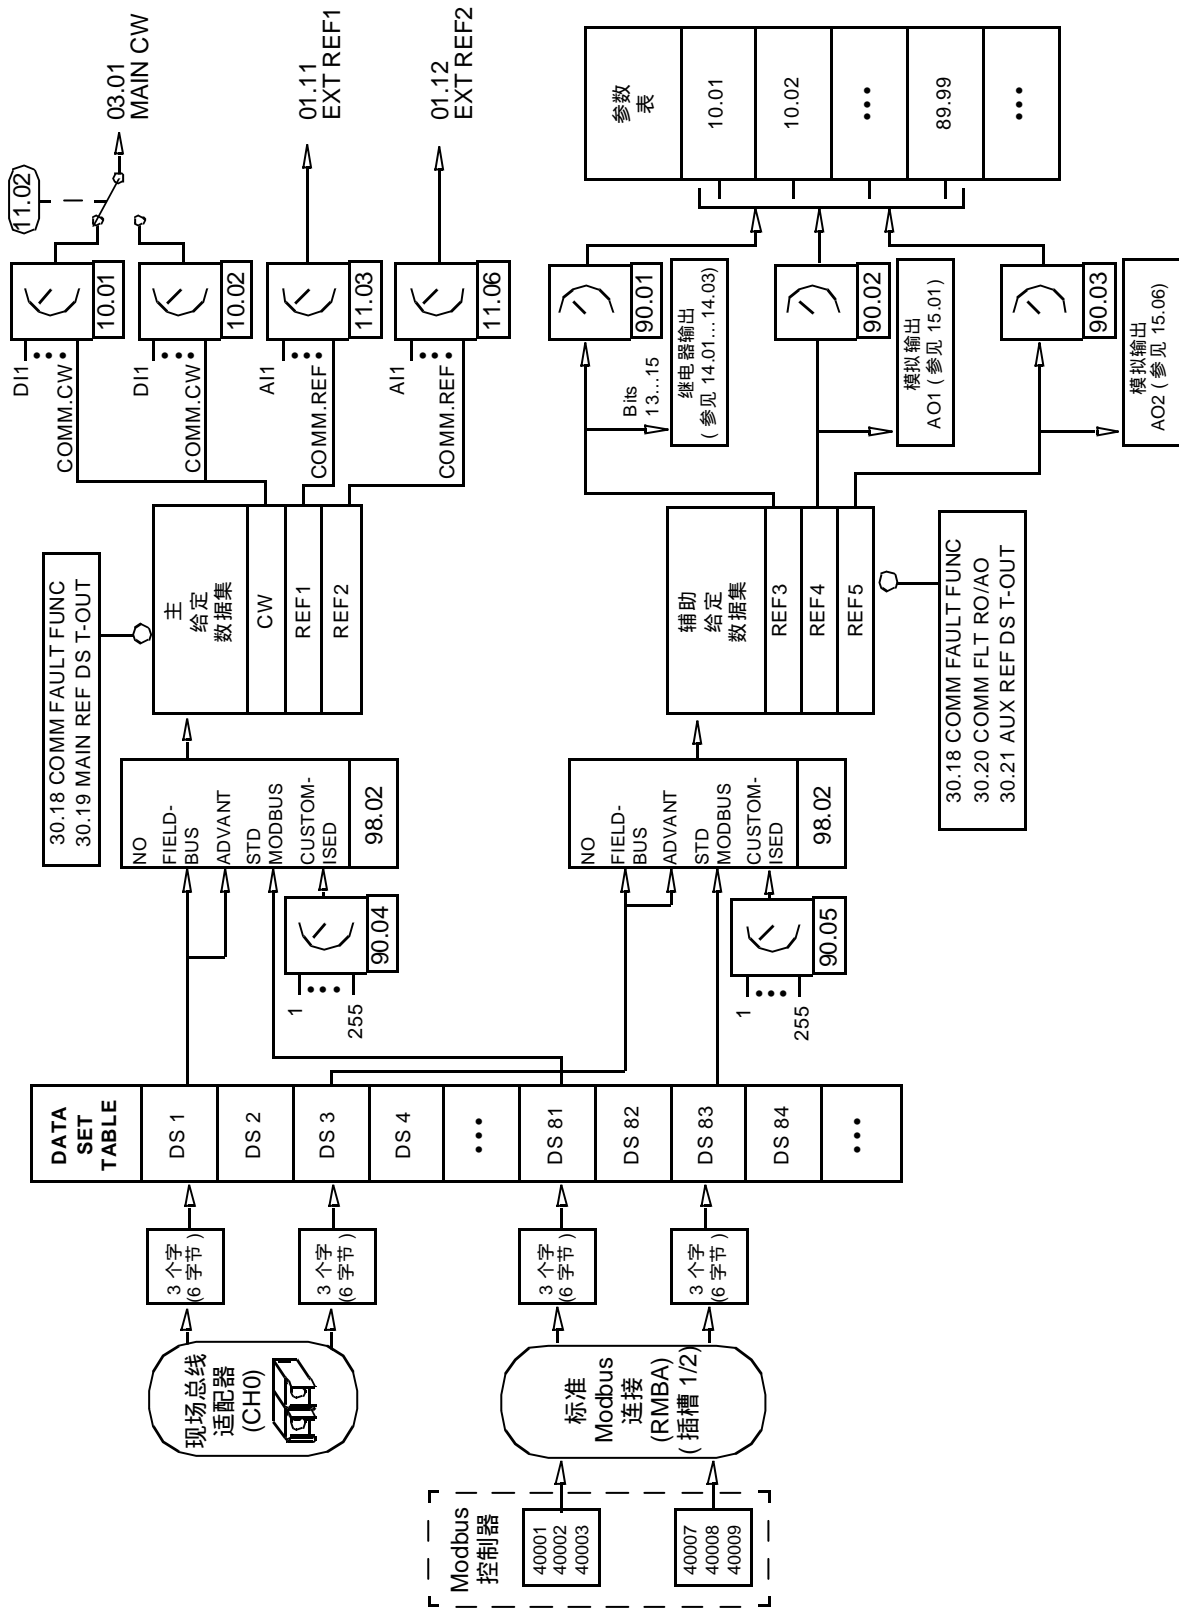 Modbus
控制器
40001
40002
40003
40007
40008
40009
现场总线
适配器
(CH0)
标准
Modbus
连接
(RMBA)
( 插槽 1/2)
3 个字
(6 字节 )
3 个字
(6 字节 )
3 个字
(6 字节 )
3 个字
(6 字节 )
DATA
SET
TABLE
DS 1
DS 2
DS 3
DS 4
•••
DS 81
DS 82
DS 83
DS 84
•••
1
•••
255
90.04
1
•••
255
90.05
NO
FIELD-
BUS
ADVANT
STD
MODBUS
CUSTOM-
ISED
98.02
NO
FIELD-
BUS
ADVANT
STD
MODBUS
CUSTOM-
ISED
98.02
30.18 COMM FAULT FUNC
30.19 MAIN REF DS T-OUT
主
给定
数据集
CW
REF1
REF2
辅助
给定
数据集
REF3
REF4
REF5
30.18 COMM FAULT FUNC
30.20 COMM FLT RO/AO
30.21 AUX REF DS T-OUT
DI1
•••
COMM.CW
10.01
DI1
•••
COMM.CW
10.02
AI1
•••
COMM.REF
11.03
AI1
•••
COMM.REF
11.06
11.02
03.01
MAIN CW
01.11
EXT REF1
01.12
EXT REF2
Bits
13...15
继电器输出
( 参见 14.01... 14.03)
90.01
模拟输出
AO1 ( 参见 15.01)
90.02
模拟输出
AO2 ( 参见 15.06)
90.03
参数
表
10.01
10.02
•••
89.99
•••